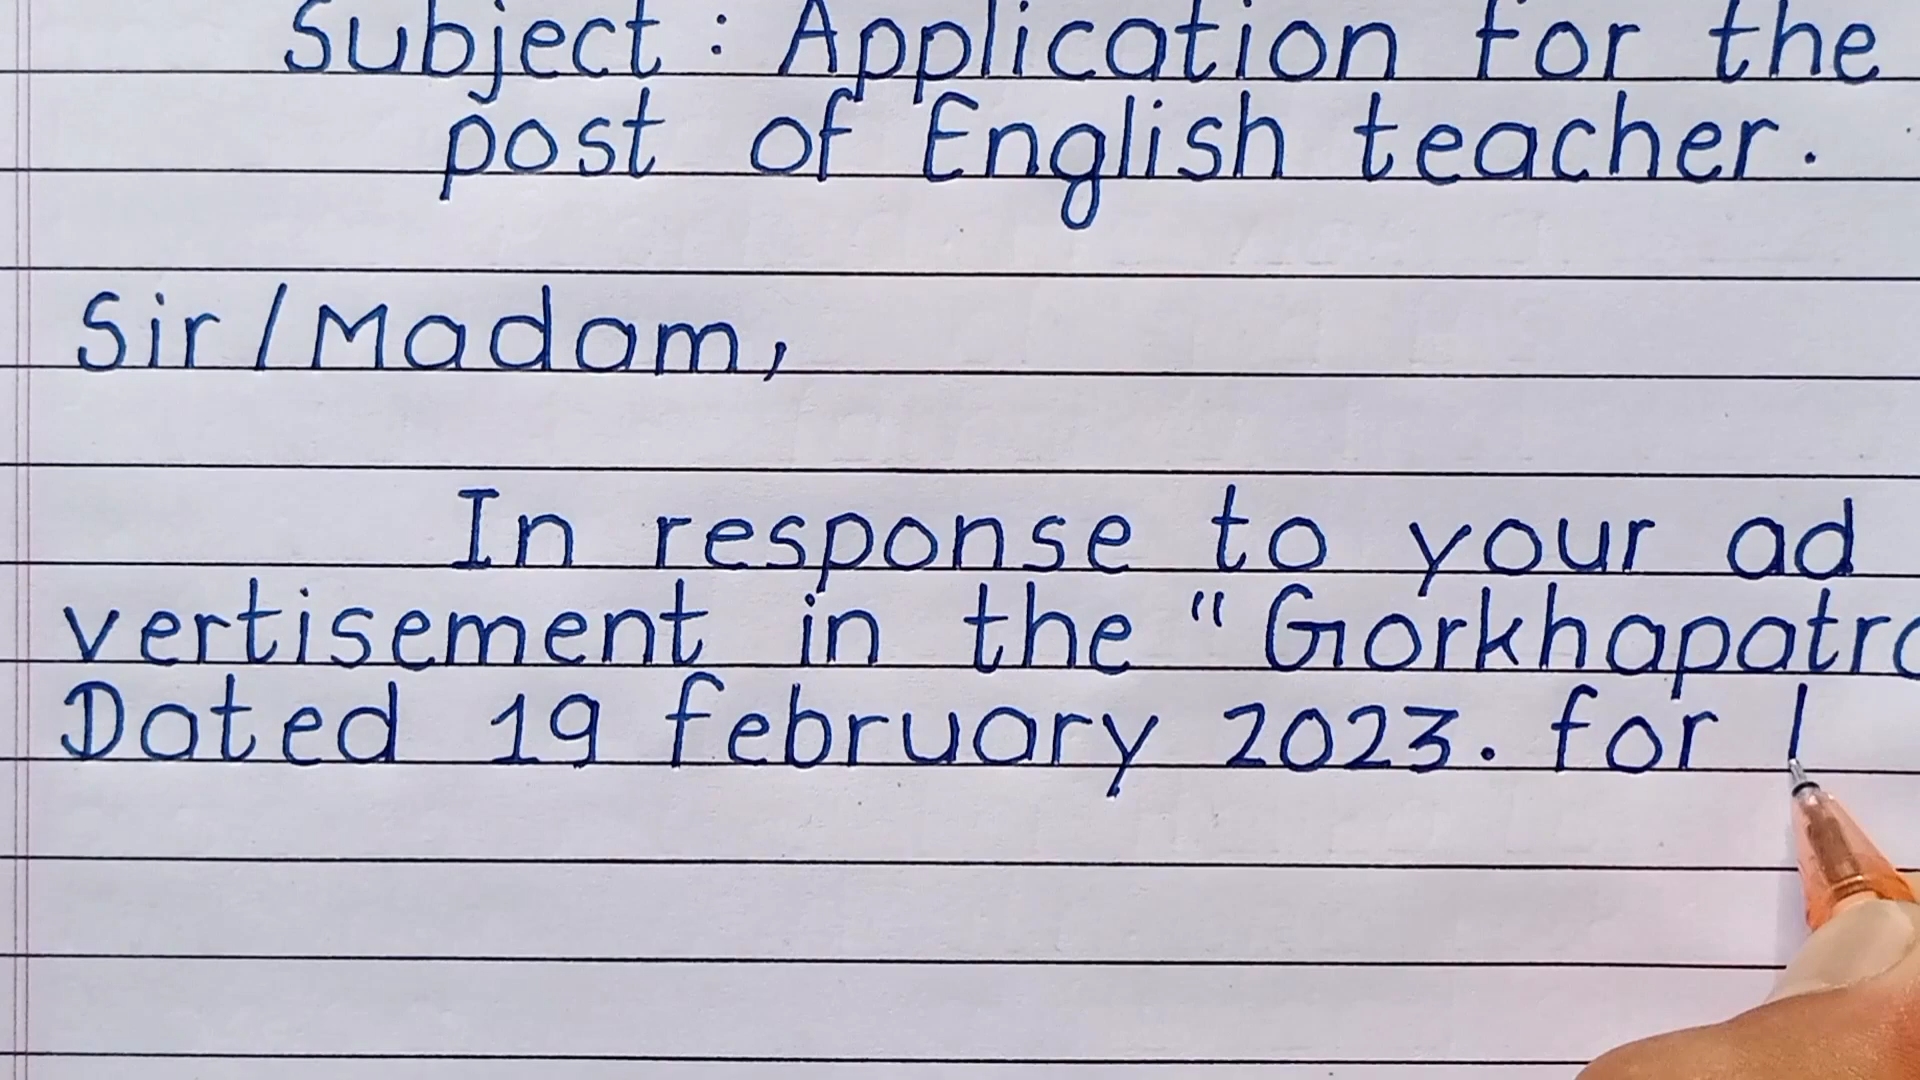 Subject : Application for the
post of English teacher.
Sir/Madam,
In response to your ad
vertisement in the "Gorkhapatra
Dated 19 february 2023. for